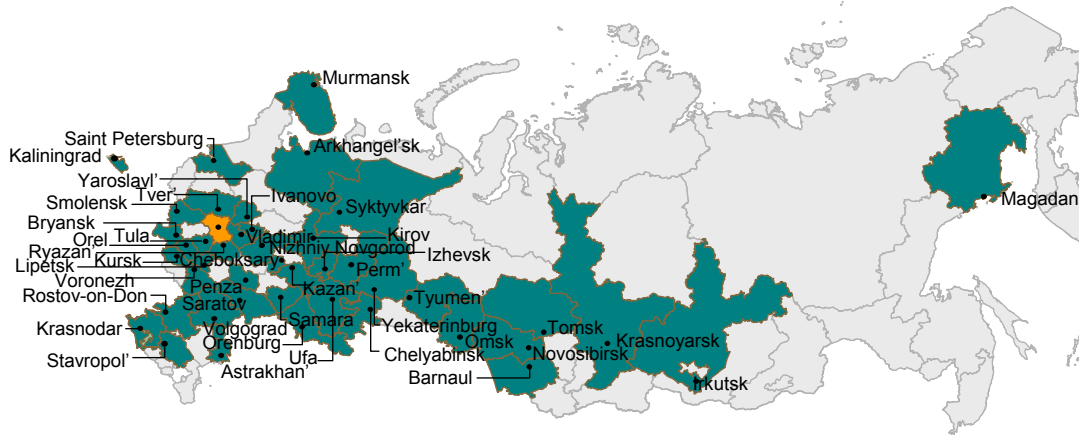 Murmansk
Saint Petersburg
Arkhangel'sk
Kaliningrad
Yaroslavl'
Tver
Ivanovo
Smolensk
Syktyvkar
Magadan
Bryansk
Orel
Tula
Vladimir
Kirov
Ryazan'
Nizhniy Novgorod
Izhevsk
Lipetsk
Kursk
Cheboksary
Perm'
Voronezh
Penza
Kazan'
Rostov-on-Don
Saratov
Tyumen'
Krasnodar
Volgograd
Samara
Yekaterinburg
Tomsk
Orenburg
Omsk
Krasnoyarsk
Stavropol'
Ufa
Chelyabinsk
Novosibirsk
Astrakhan'
Barnaul
Irkutsk